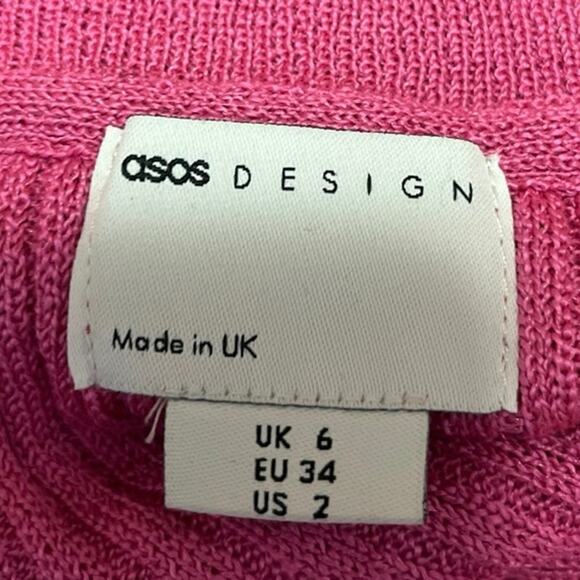 asos DESIGN
Made in UK
UK 6
EU 34
US 2